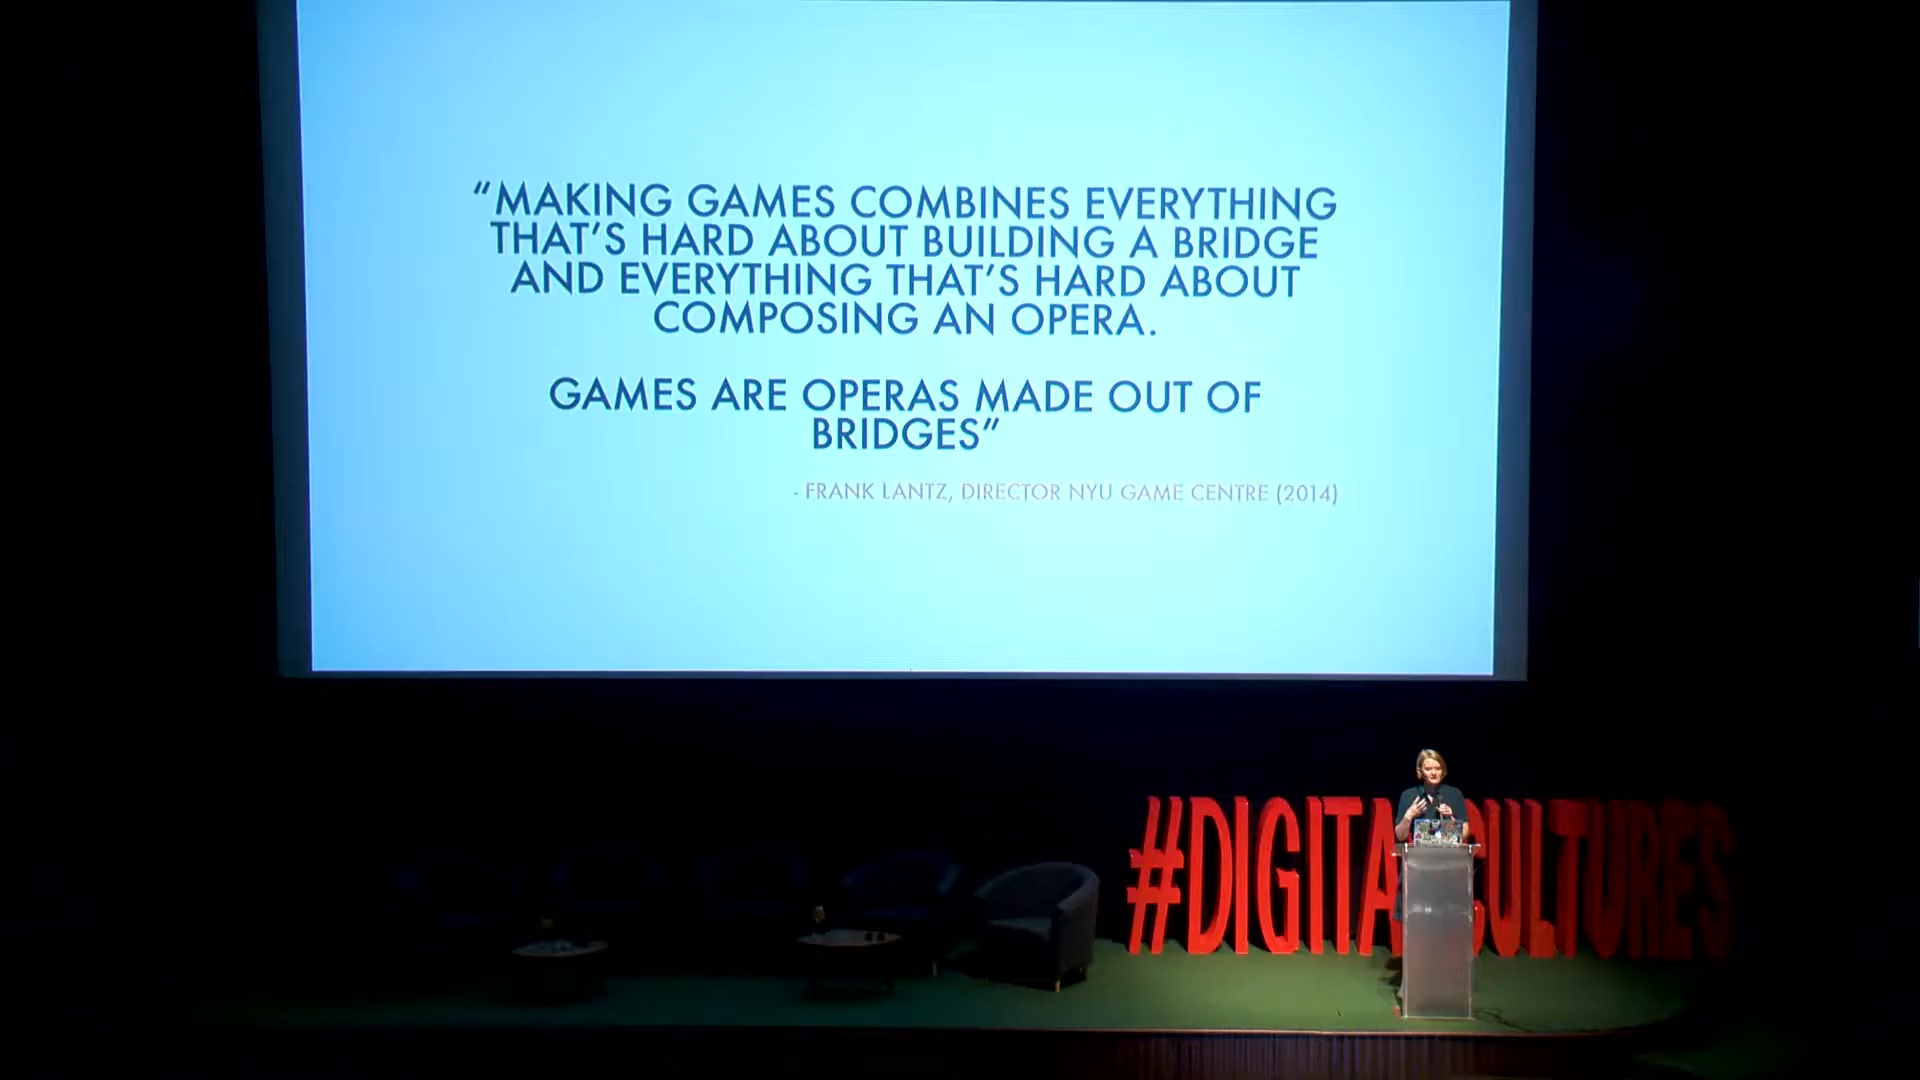 “MAKING GAMES COMBINES EVERYTHING
THAT’S HARD ABOUT BUILDING A BRIDGE
AND EVERYTHING THAT’S HARD ABOUT
COMPOSING AN OPERA.
GAMES ARE OPERAS MADE OUT OF
BRIDGES”
- FRANK LANTZ, DIRECTOR NYU GAME CENTRE (2014)
#DIGITAL CULTURES